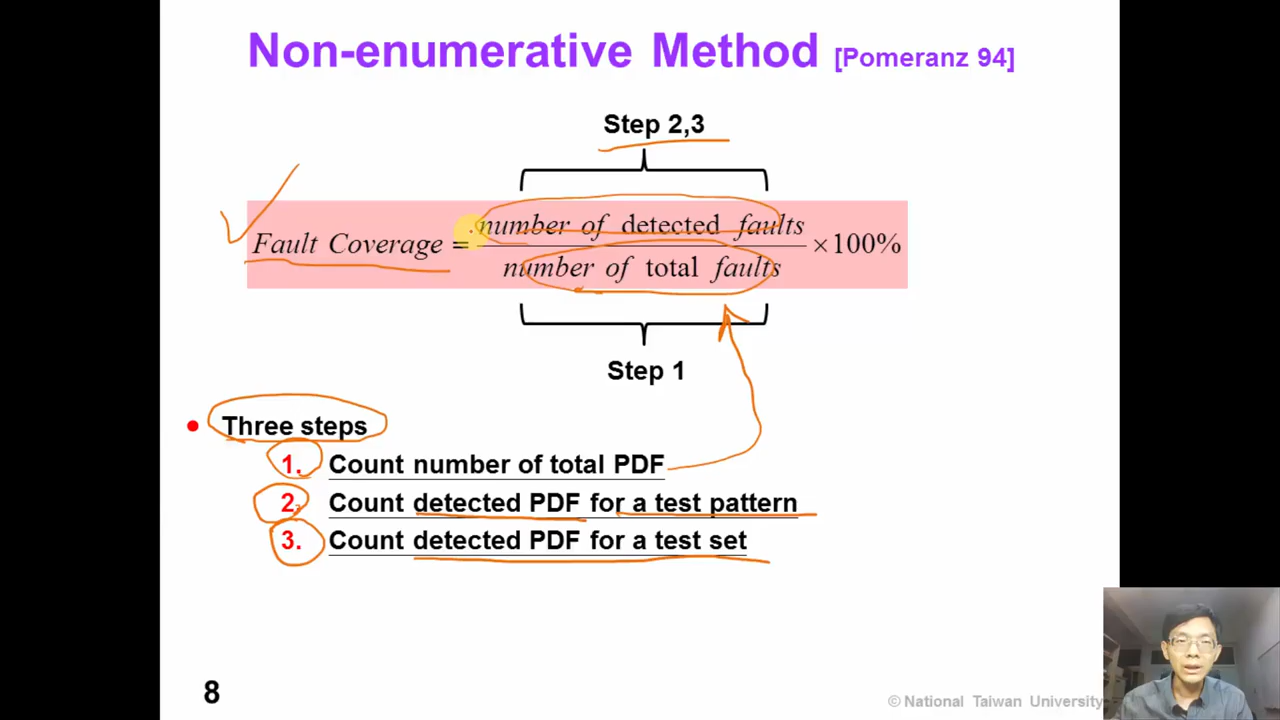 Non-enumerative Method [Pomeranz 94]
Step 2,3
Fault Coverage = number of detected faults / number of total faults ×100%
Step 1
• Three steps
1. Count number of total PDF
2. Count detected PDF for a test pattern
3. Count detected PDF for a test set
8
© National Taiwan University